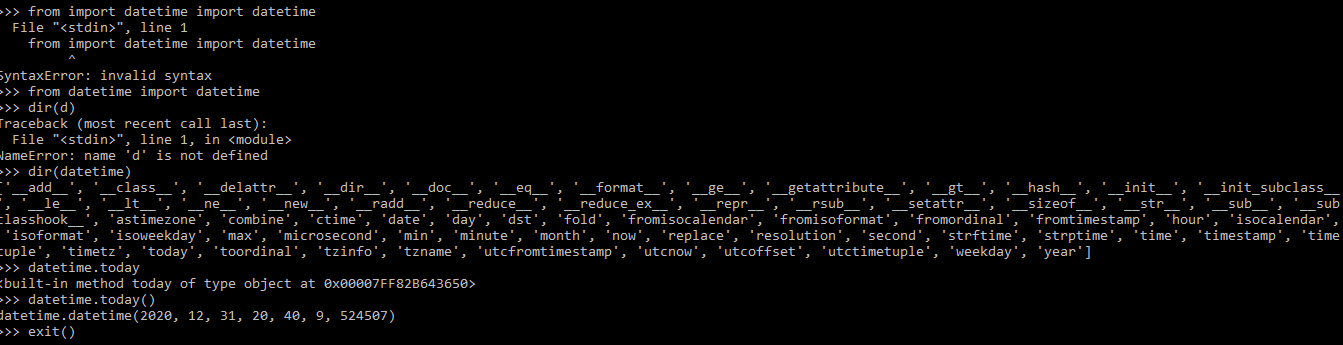 >>> from import datetime import datetime
  File "<stdin>", line 1
    from import datetime import datetime
         ^
SyntaxError: invalid syntax
>>> from datetime import datetime
>>> dir(d)
Traceback (most recent call last):
  File "<stdin>", line 1, in <module>
NameError: name 'd' is not defined
>>> dir(datetime)
['__add__', '__class__', '__delattr__', '__dir__', '__doc__', '__eq__', '__format__', '__ge__', '__getattribute__', '__gt__', '__hash__', '__init__', '__init_subclass__
', '__le__', '__lt__', '__ne__', '__new__', '__radd__', '__reduce__', '__reduce_ex__', '__repr__', '__rsub__', '__setattr__', '__sizeof__', '__str__', '__sub__', '__sub
classhook__', 'astimezone', 'combine', 'ctime', 'date', 'day', 'dst', 'fold', 'fromisocalendar', 'fromisoformat', 'fromordinal', 'fromtimestamp', 'hour', 'isocalendar',
 'isoformat', 'isoweekday', 'max', 'microsecond', 'min', 'minute', 'month', 'now', 'replace', 'resolution', 'second', 'strftime', 'strptime', 'time', 'timestamp', 'time
tuple', 'timetz', 'today', 'toordinal', 'tzinfo', 'tzname', 'utcfromtimestamp', 'utcnow', 'utcoffset', 'utctimetuple', 'weekday', 'year']
>>> datetime.today
<built-in method today of type object at 0x00007FF82B643650>
>>> datetime.today()
datetime.datetime(2020, 12, 31, 20, 40, 9, 524507)
>>> exit()